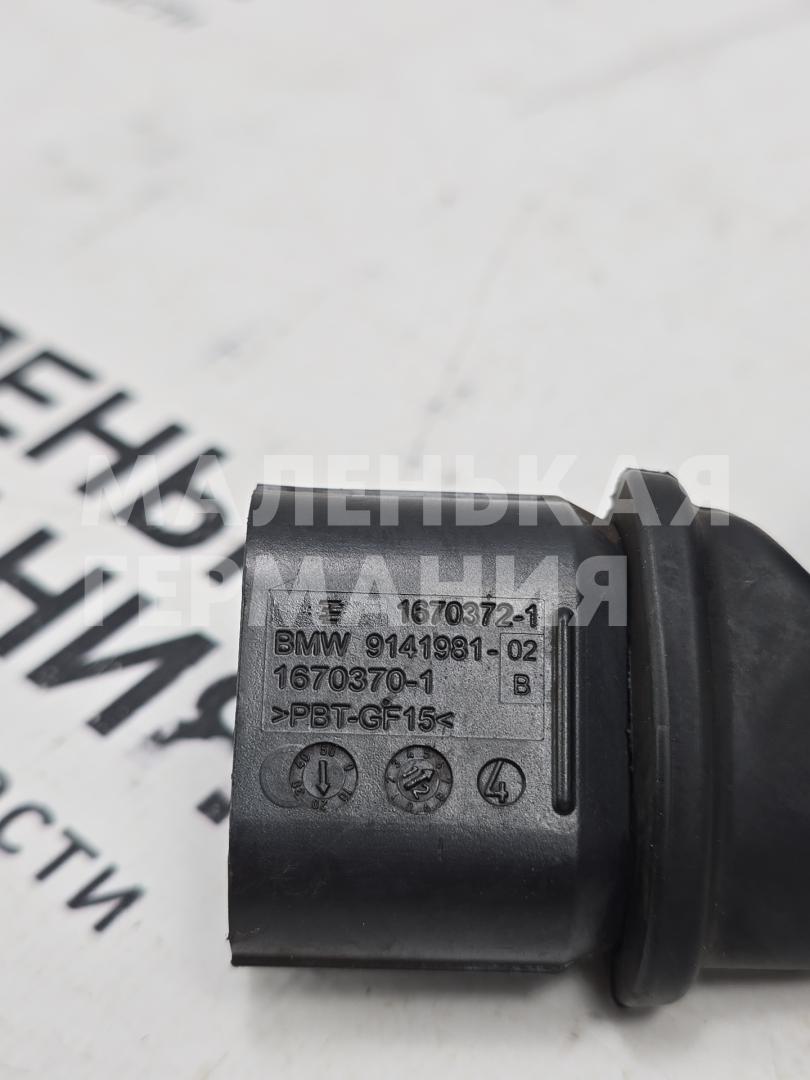 МАЛЕНЬКАЯ
ГЕРМАНИЯ
1670372-1
BMW 9141981-02
1670370-1 B
>PBT-GF15<
4